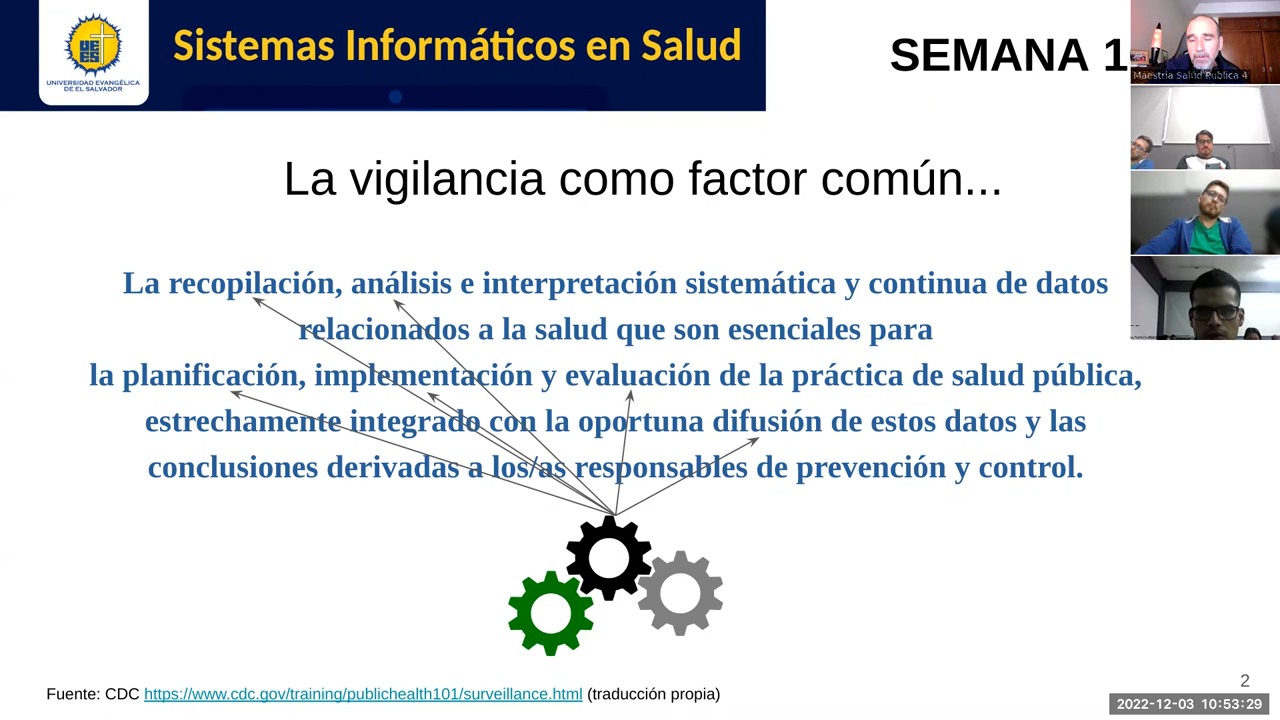 UNIVERSIDAD EVANGÉLICA
DE EL SALVADOR
Sistemas Informáticos en Salud
SEMANA 1
Maestría Salud Publica 4
La vigilancia como factor común...
La recopilación, análisis e interpretación sistemática y continua de datos
relacionados a la salud que son esenciales para
la planificación, implementación y evaluación de la práctica de salud pública,
estrechamente integrado con la oportuna difusión de estos datos y las
conclusiones derivadas a los/as responsables de prevención y control.
Fuente: CDC https://www.cdc.gov/training/publichealth101/surveillance.html (traducción propia)
2
2022-12-03 10:53:29